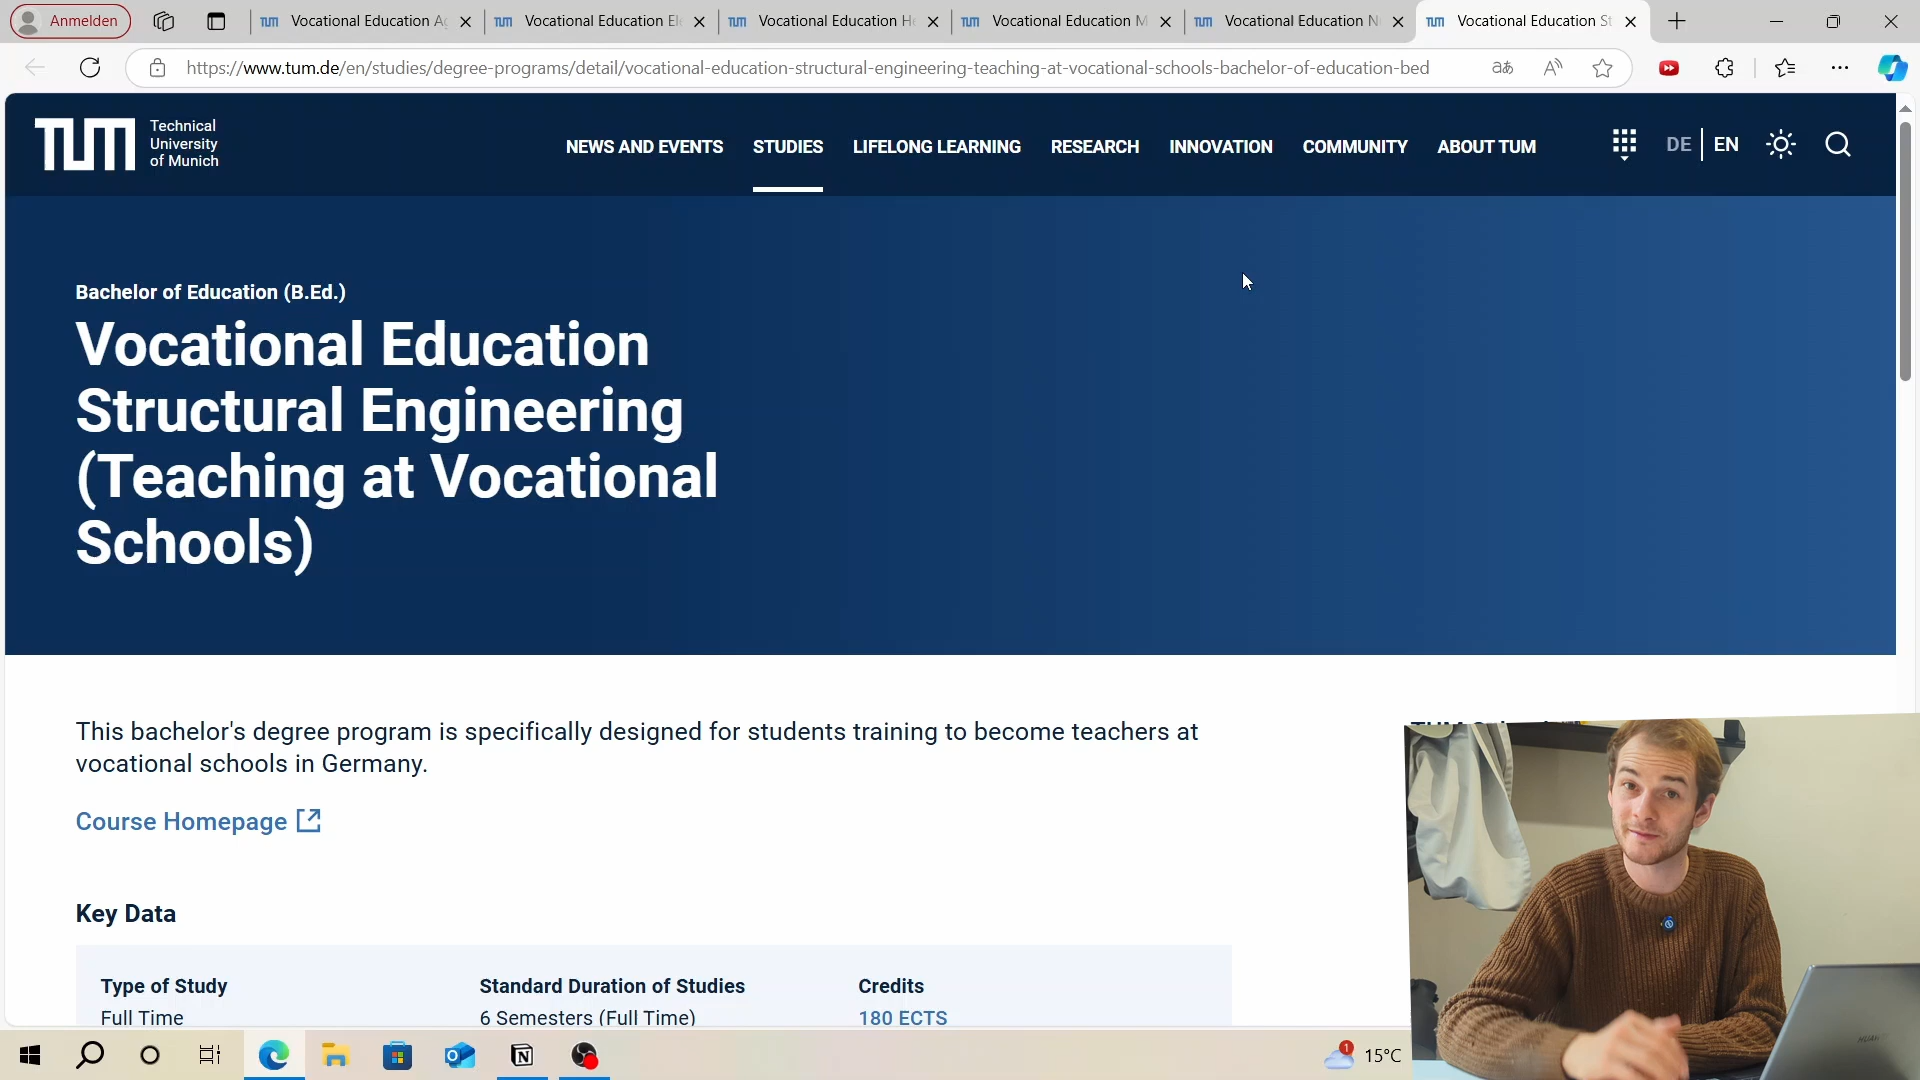 Anmelden
Vocational Education Ag
Vocational Education Ele
Vocational Education He
Vocational Education M
Vocational Education N
Vocational Education St
https://www.tum.de/en/studies/degree-programs/detail/vocational-education-structural-engineering-teaching-at-vocational-schools-bachelor-of-education-bed
TUM
Technical
University
of Munich
NEWS AND EVENTS
STUDIES
LIFELONG LEARNING
RESEARCH
INNOVATION
COMMUNITY
ABOUT TUM
DE | EN
Bachelor of Education (B.Ed.)
Vocational Education
Structural Engineering
(Teaching at Vocational
Schools)
This bachelor's degree program is specifically designed for students training to become teachers at
vocational schools in Germany.
Course Homepage
Key Data
Type of Study
Full Time
Standard Duration of Studies
6 Semesters (Full Time)
Credits
180 ECTS
1
15°C